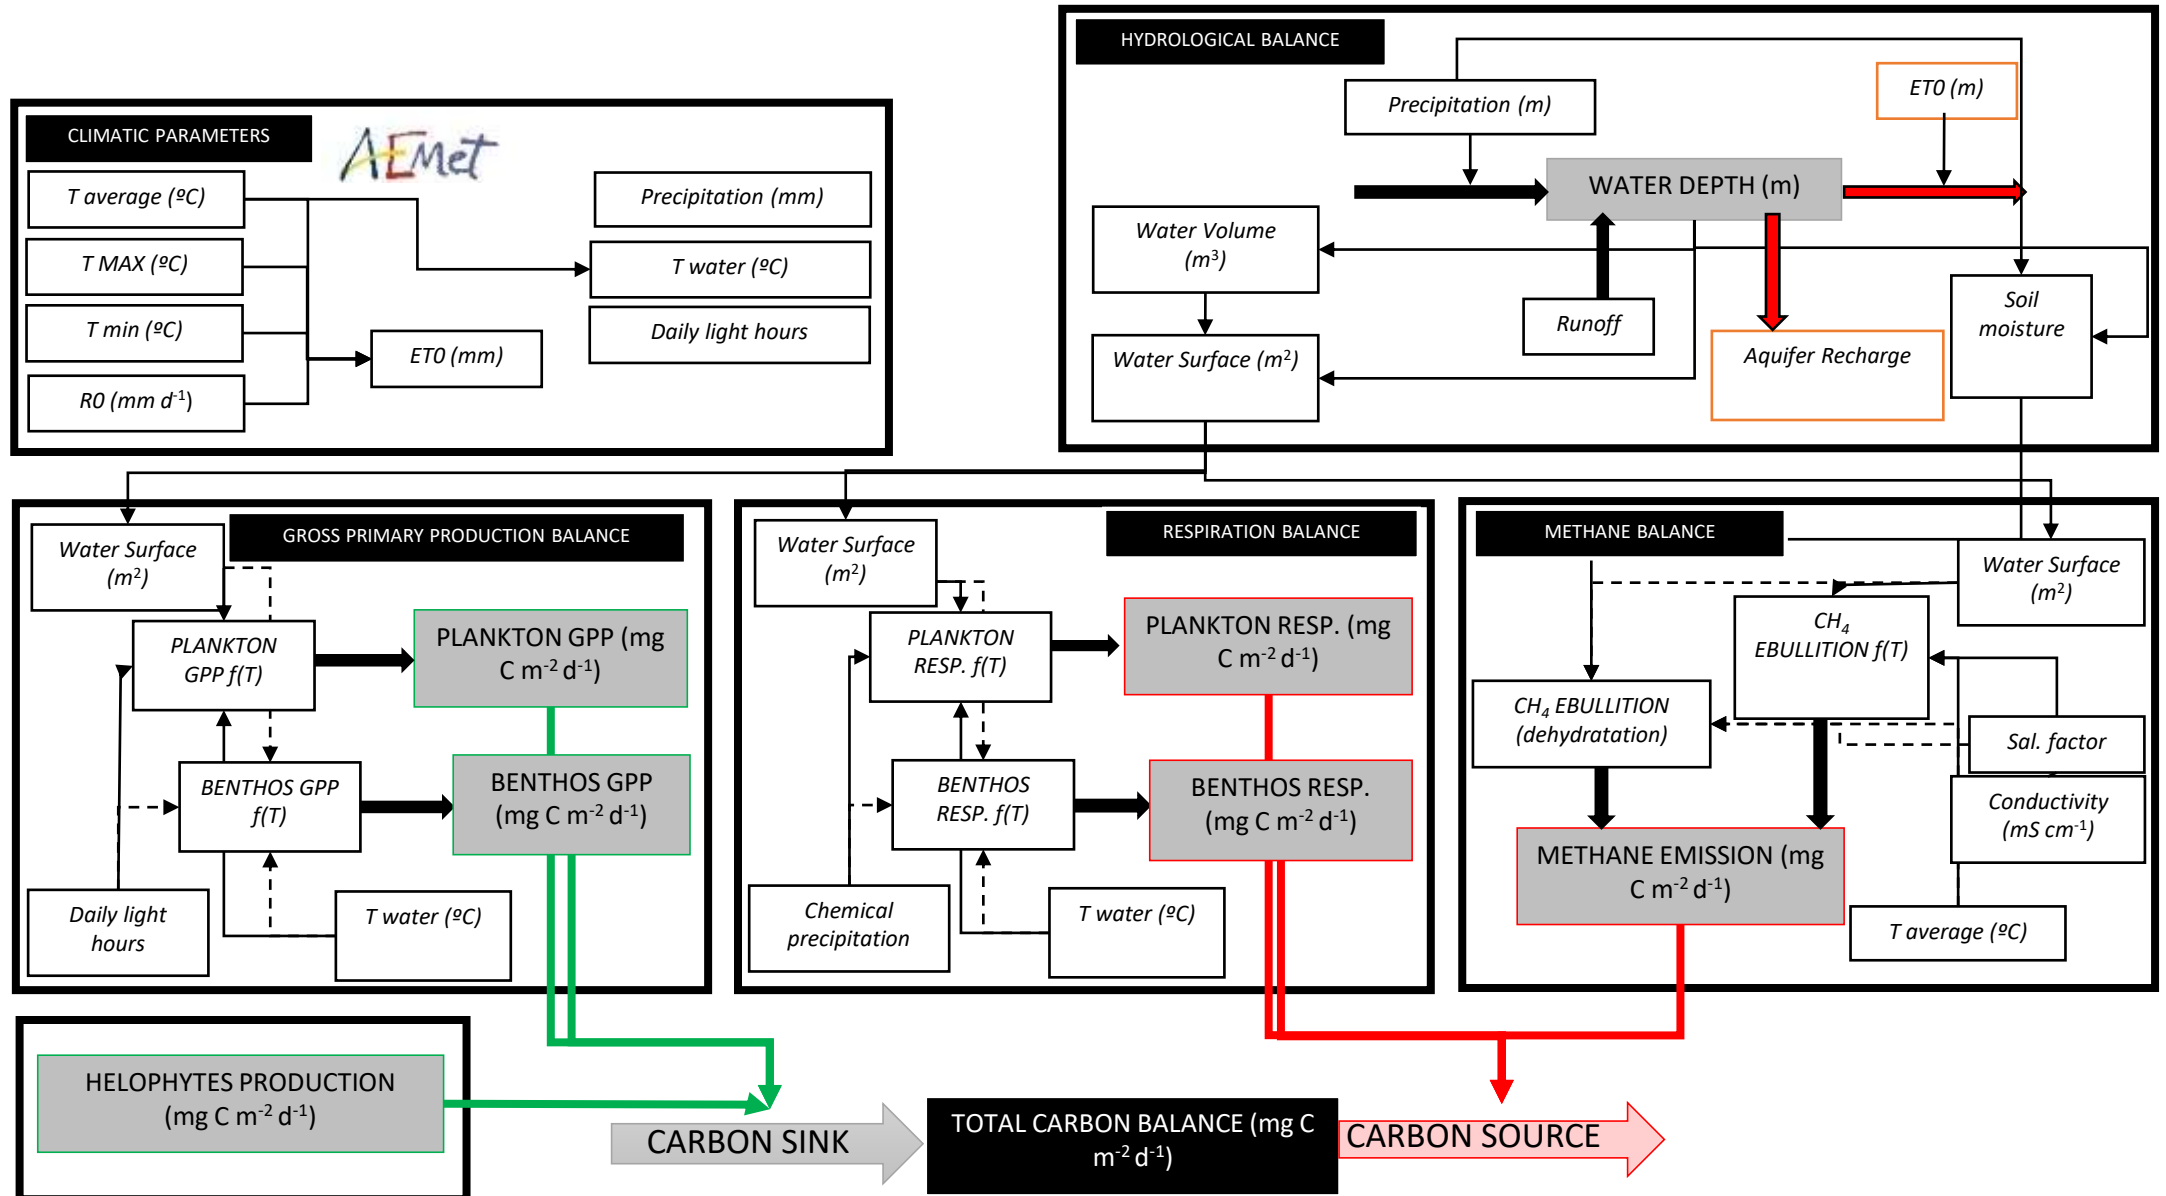 HYDROLOGICAL BALANCE
Precipitation (m)
ET0 (m)
WATER DEPTH (m)
Water Volume
(m³)
Water Surface (m²)
Runoff
Aquifer Recharge
Soil
moisture
CLIMATIC PARAMETERS
AEMet
T average (ºC)
T MAX (ºC)
T min (ºC)
R0 (mm d⁻¹)
ET0 (mm)
Precipitation (mm)
T water (ºC)
Daily light hours
GROSS PRIMARY PRODUCTION BALANCE
Water Surface
(m²)
PLANKTON
GPP f(T)
PLANKTON GPP (mg
C m⁻² d⁻¹)
BENTHOS GPP
f(T)
BENTHOS GPP
(mg C m⁻² d⁻¹)
Daily light
hours
T water (ºC)
RESPIRATION BALANCE
Water Surface
(m²)
PLANKTON
RESP. f(T)
PLANKTON RESP. (mg
C m⁻² d⁻¹)
BENTHOS
RESP. f(T)
BENTHOS RESP.
(mg C m⁻² d⁻¹)
Chemical
precipitation
T water (ºC)
METHANE BALANCE
Water Surface
(m²)
CH₄
EBULLITION f(T)
CH₄ EBULLITION
(dehydratation)
Sal. factor
Conductivity
(mS cm⁻¹)
METHANE EMISSION (mg
C m⁻² d⁻¹)
T average (ºC)
HELOPHYTES PRODUCTION
(mg C m⁻² d⁻¹)
CARBON SINK
TOTAL CARBON BALANCE (mg C
m⁻² d⁻¹)
CARBON SOURCE